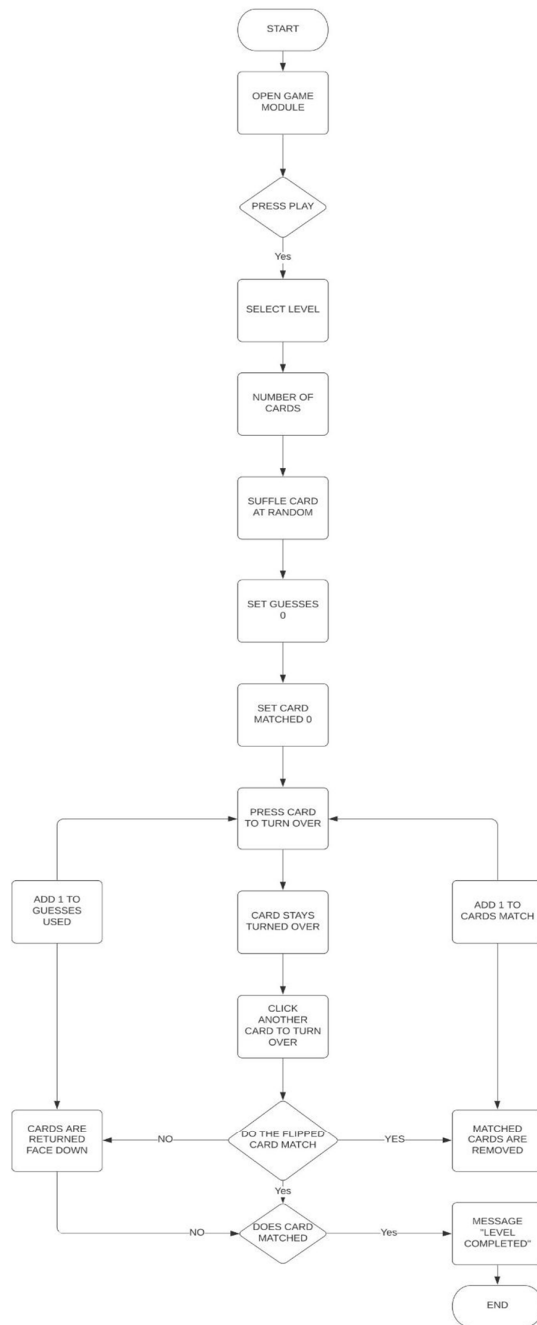 START
OPEN GAME
MODULE
PRESS PLAY
Yes
SELECT LEVEL
NUMBER OF
CARDS
SUFFLE CARD
AT RANDOM
SET GUESSES
0
SET CARD
MATCHED 0
PRESS CARD
TO TURN OVER
ADD 1 TO
GUESSES
USED
CARD STAYS
TURNED OVER
ADD 1 TO
CARDS MATCH
CLICK
ANOTHER
CARD TO TURN
OVER
CARDS ARE
RETURNED
FACE DOWN
NO
DO THE FLIPPED
CARD MATCH
YES
MATCHED
CARDS ARE
REMOVED
Yes
NO
DOES CARD
MATCHED
Yes
MESSAGE
"LEVEL
COMPLETED"
END